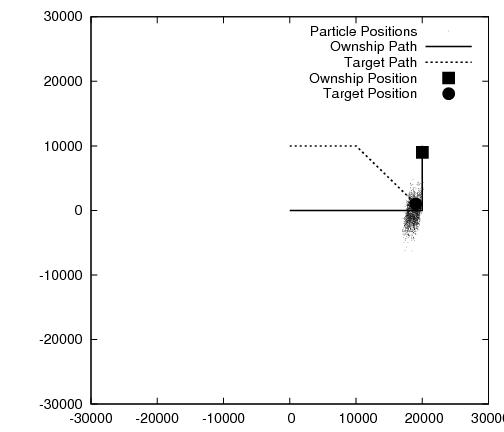 30000
20000
10000
0
-10000
-20000
-30000
-30000 -20000 -10000 0 10000 20000 3000
Particle Positions
Ownship Path
Target Path
Ownship Position
Target Position